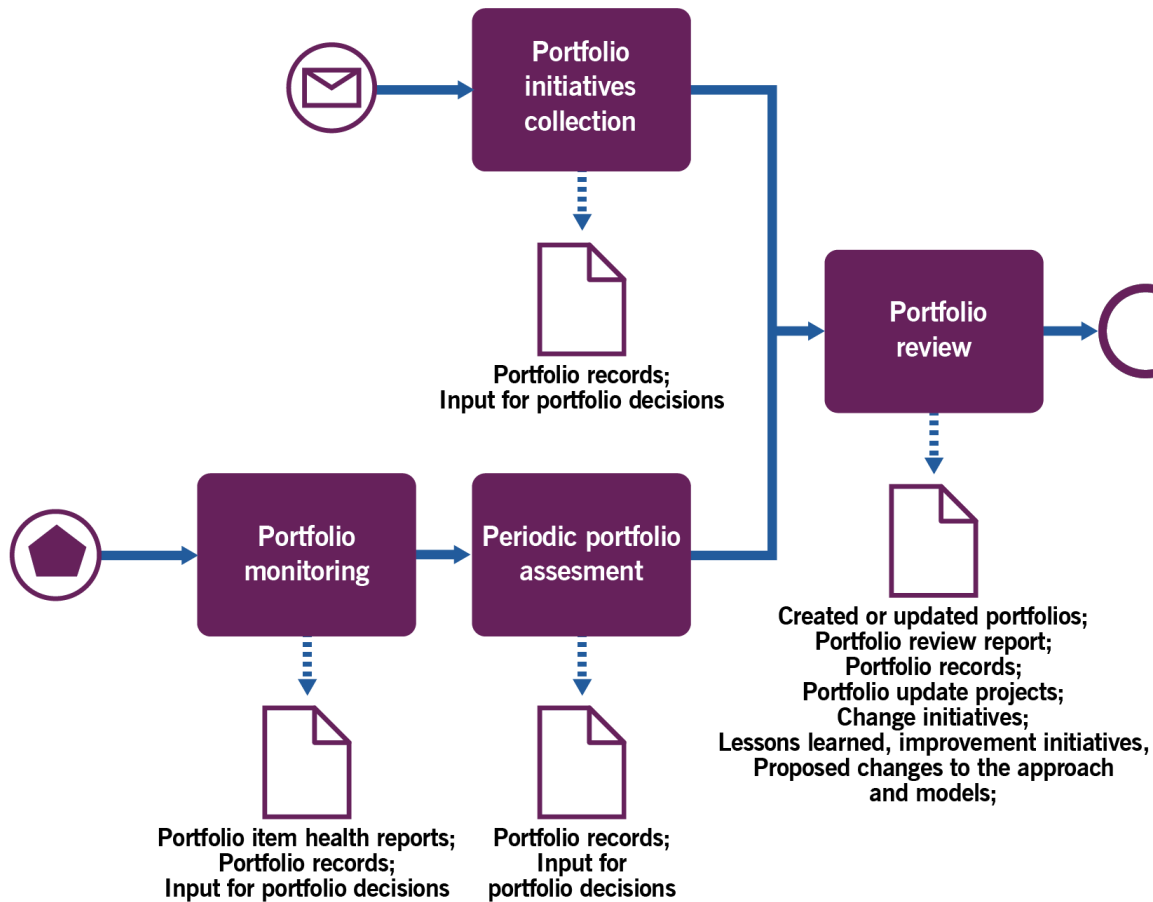 Portfolio
initiatives
collection
Portfolio records;
Input for portfolio decisions
Portfolio
review
Portfolio
monitoring
Periodic portfolio
assesment
Created or updated portfolios;
Portfolio review report;
Portfolio records;
Portfolio update projects;
Change initiatives;
Lessons learned, improvement initiatives,
Proposed changes to the approach
and models;
Portfolio item health reports;
Portfolio records;
Input for portfolio decisions
Portfolio records;
Input for
portfolio decisions